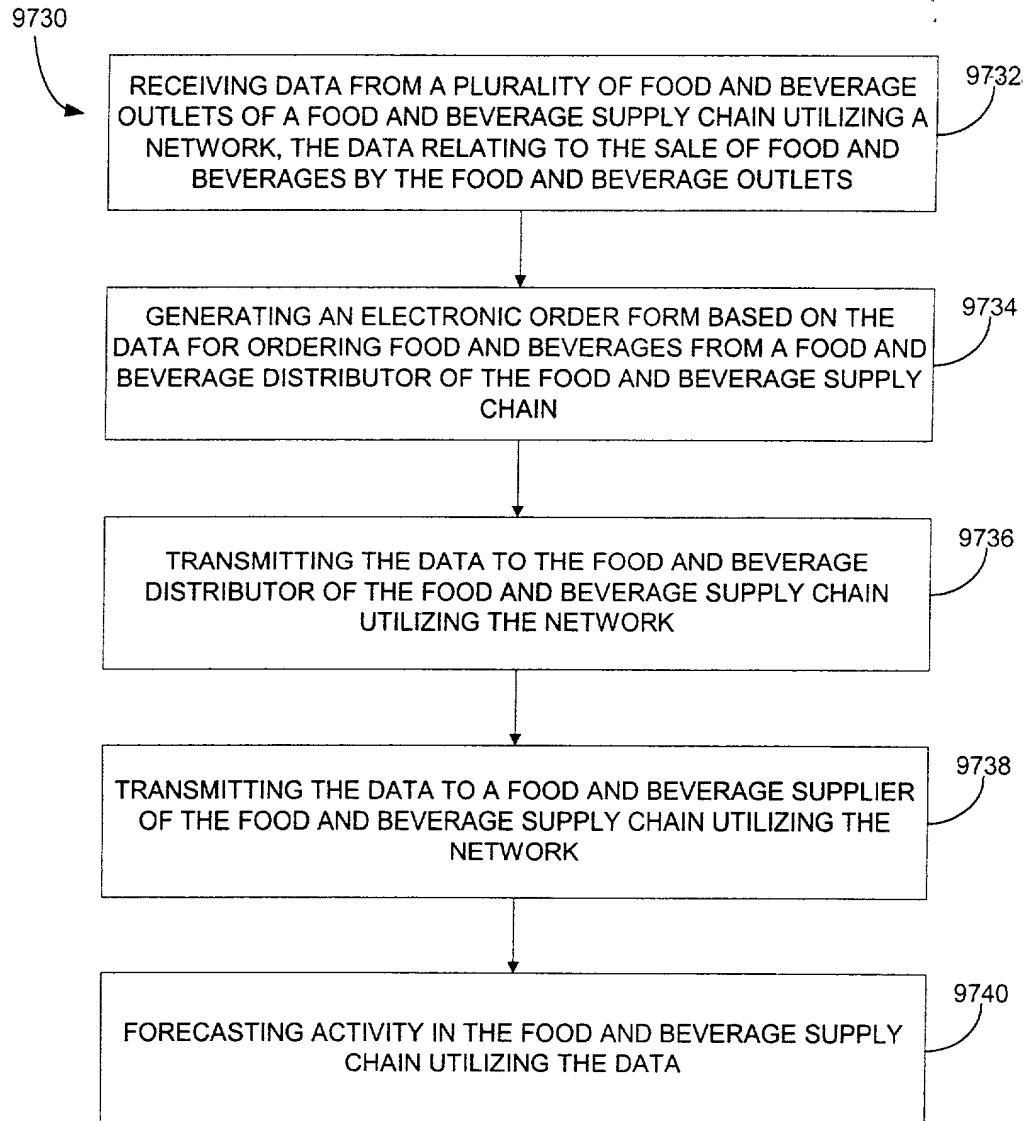 9730
RECEIVING DATA FROM A PLURALITY OF FOOD AND BEVERAGE
OUTLETS OF A FOOD AND BEVERAGE SUPPLY CHAIN UTILIZING A
NETWORK, THE DATA RELATING TO THE SALE OF FOOD AND
BEVERAGES BY THE FOOD AND BEVERAGE OUTLETS
9732
GENERATING AN ELECTRONIC ORDER FORM BASED ON THE
DATA FOR ORDERING FOOD AND BEVERAGES FROM A FOOD AND
BEVERAGE DISTRIBUTOR OF THE FOOD AND BEVERAGE SUPPLY
CHAIN
9734
TRANSMITTING THE DATA TO THE FOOD AND BEVERAGE
DISTRIBUTOR OF THE FOOD AND BEVERAGE SUPPLY CHAIN
UTILIZING THE NETWORK
9736
TRANSMITTING THE DATA TO A FOOD AND BEVERAGE SUPPLIER
OF THE FOOD AND BEVERAGE SUPPLY CHAIN UTILIZING THE
NETWORK
9738
FORECASTING ACTIVITY IN THE FOOD AND BEVERAGE SUPPLY
CHAIN UTILIZING THE DATA
9740